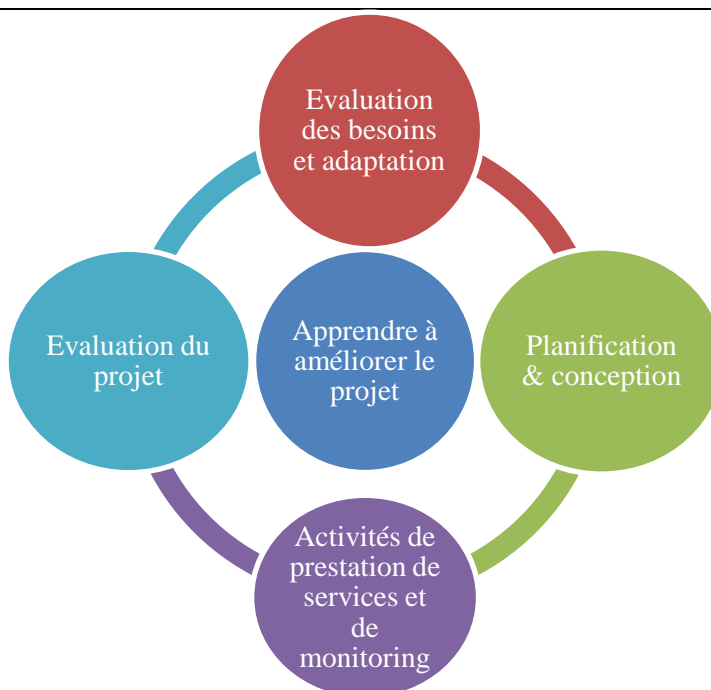 Evaluation
des besoins
et adaptation
Evaluation du
projet
Apprendre à
améliorer le
projet
Planification
& conception
Activités de
prestation de
services et
de
monitoring